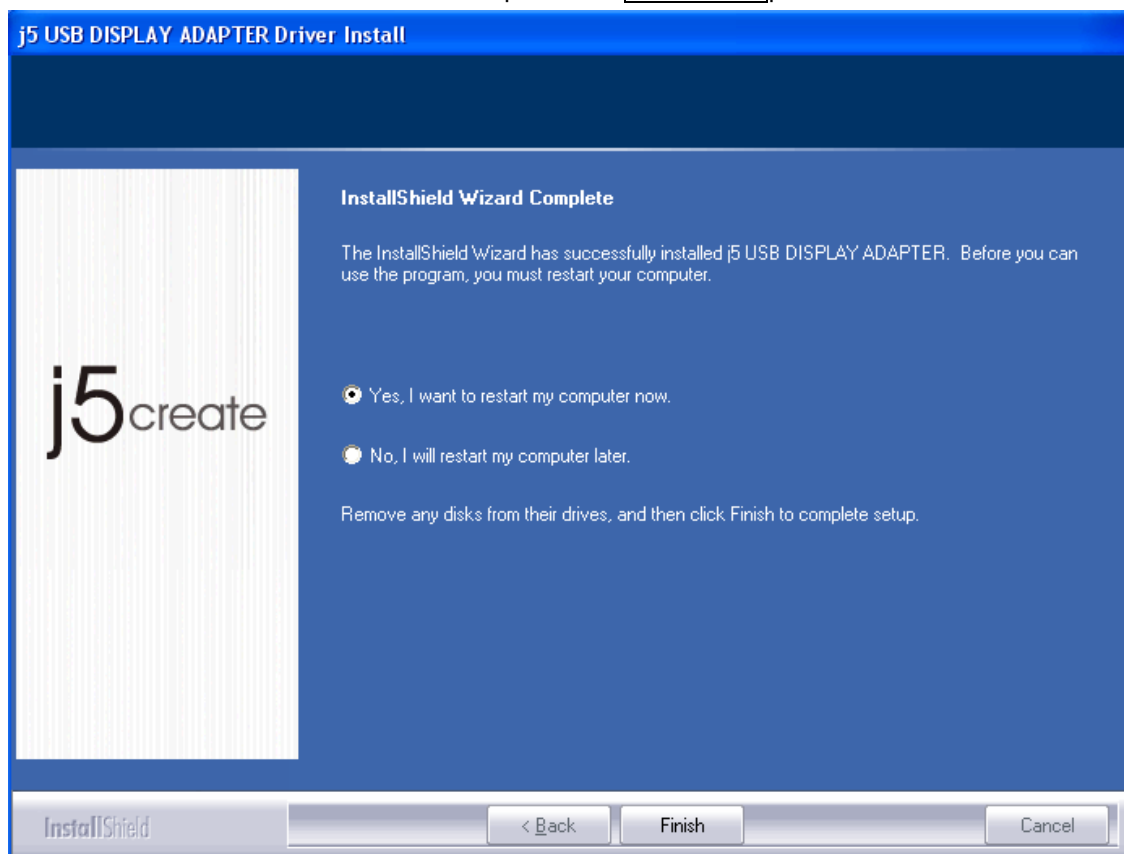 j5 USB DISPLAY ADAPTER Driver Install
InstallShield Wizard Complete
The InstallShield Wizard has successfully installed j5 USB DISPLAY ADAPTER. Before you can
use the program, you must restart your computer.
j5create
Yes, I want to restart my computer now.
No, I will restart my computer later.
Remove any disks from their drives, and then click Finish to complete setup.
InstallShield
< Back
Finish
Cancel